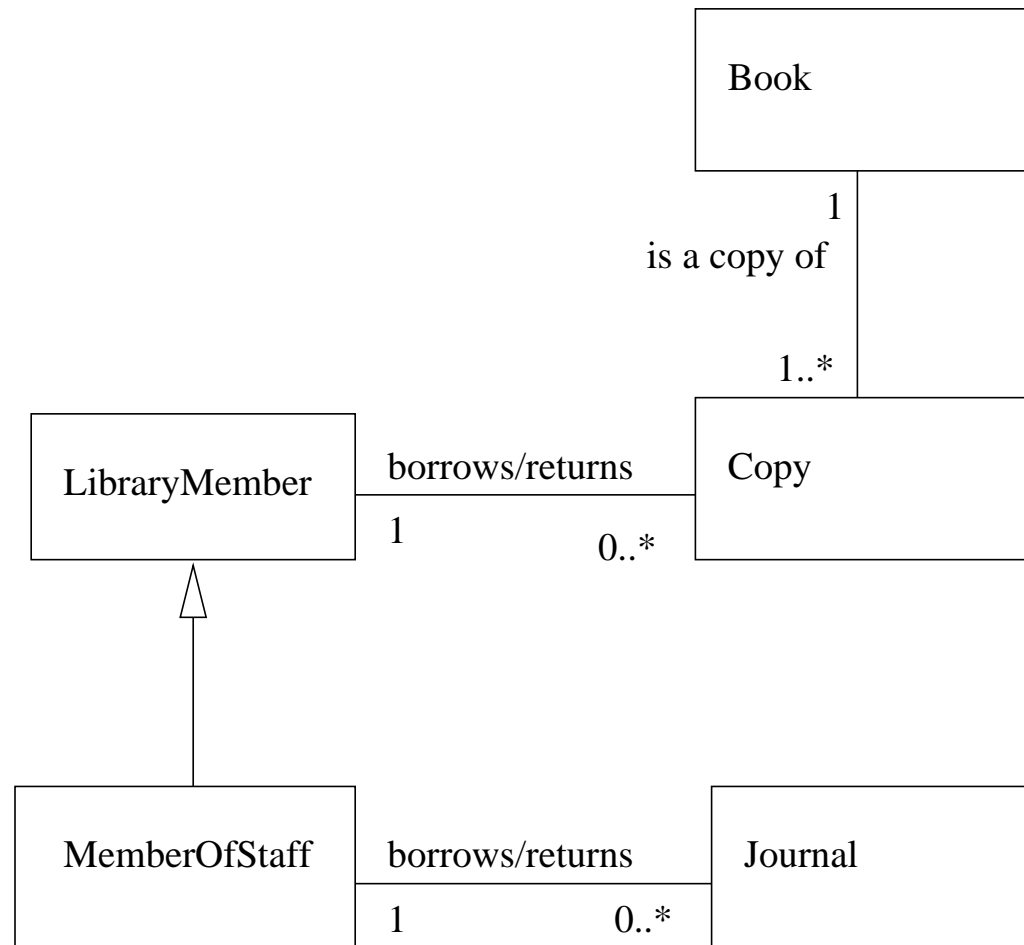 Book
1
is a copy of
1..*
LibraryMember
borrows/returns
Copy
1
0..*
MemberOfStaff
borrows/returns
Journal
1
0..*